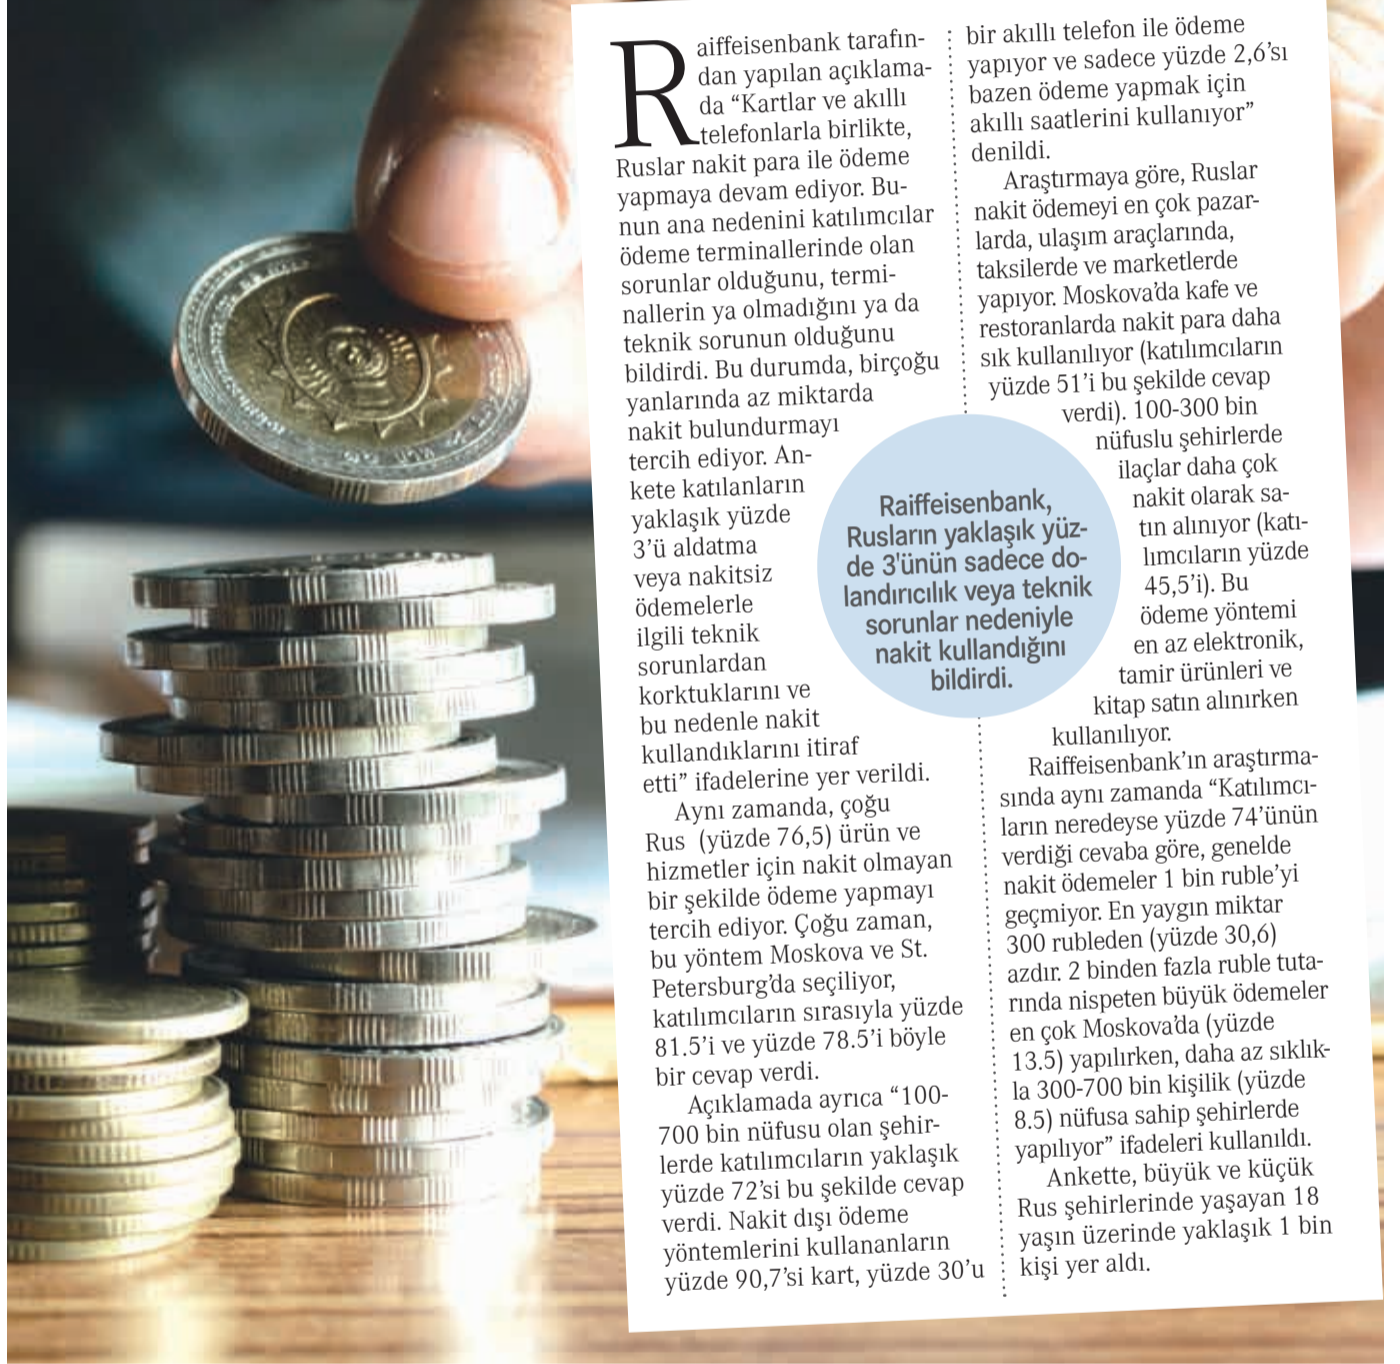 Raiffeisenbank tarafın-
dan yapılan açıklama-
da “Kartlar ve akıllı
telefonlarla birlikte,
Ruslar nakit para ile ödeme
yapmaya devam ediyor. Bu-
nun ana nedenini katılımcılar
ödeme terminallerinde olan
sorunlar olduğunu, termi-
nallerin ya olmadığını ya da
teknik sorunun olduğunu
bildirdi. Bu durumda, birçoğu
yanlarında az miktarda
nakit bulundurmayı
tercih ediyor. An-
kete katılanların
yaklaşık yüzde
3’ü aldatma
veya nakitsiz
ödemelerle
ilgili teknik
sorunlardan
korktuklarını ve
bu nedenle nakit
kullandıklarını itiraf
etti” ifadelerine yer verildi.
Aynı zamanda, çoğu
Rus (yüzde 76,5) ürün ve
hizmetler için nakit olmayan
bir şekilde ödeme yapmayı
tercih ediyor. Çoğu zaman,
bu yöntem Moskova ve St.
Petersburg’da seçiliyor,
katılımcıların sırasıyla yüzde
81.5’i ve yüzde 78.5’i böyle
bir cevap verdi.
Açıklamada ayrıca “100-
700 bin nüfusu olan şehir-
lerde katılımcıların yaklaşık
yüzde 72’si bu şekilde cevap
verdi. Nakit dışı ödeme
yöntemlerini kullananların
yüzde 90,7’si kart, yüzde 30’u
bir akıllı telefon ile ödeme
yapıyor ve sadece yüzde 2,6’sı
bazen ödeme yapmak için
akıllı saatlerini kullanıyor”
denildi.
Araştırmaya göre, Ruslar
nakit ödemeyi en çok pazar-
larda, ulaşım araçlarında,
taksilerde ve marketlerde
yapıyor. Moskova’da kafe ve
restoranlarda nakit para daha
sık kullanılıyor (katılımcıların
yüzde 51’i bu şekilde cevap
verdi). 100-300 bin
nüfuslu şehirlerde
ilaçlar daha çok
nakit olarak sa-
tın alınıyor (katı-
lımcıların yüzde
45,5’i). Bu
ödeme yöntemi
en az elektronik,
tamir ürünleri ve
kitap satın alınırken
kullanılıyor.
Raiffeisenbank’ın araştırma-
sında aynı zamanda “Katılımcı-
ların neredeyse yüzde 74’ünün
verdiği cevaba göre, genelde
nakit ödemeler 1 bin ruble’yi
geçmiyor. En yaygın miktar
300 rubleden (yüzde 30,6)
azdır. 2 binden fazla ruble tuta-
rında nispeten büyük ödemeler
en çok Moskova’da (yüzde
13.5) yapılırken, daha az sıklık-
la 300-700 bin kişilik (yüzde
8.5) nüfusa sahip şehirlerde
yapılıyor” ifadeleri kullanıldı.
Ankette, büyük ve küçük
Rus şehirlerinde yaşayan 18
yaşın üzerinde yaklaşık 1 bin
kişi yer aldı.
Raiffeisenbank,
Rusların yaklaşık yüz-
de 3'ünün sadece do-
landırıcılık veya teknik
sorunlar nedeniyle
nakit kullandığını
bildirdi.